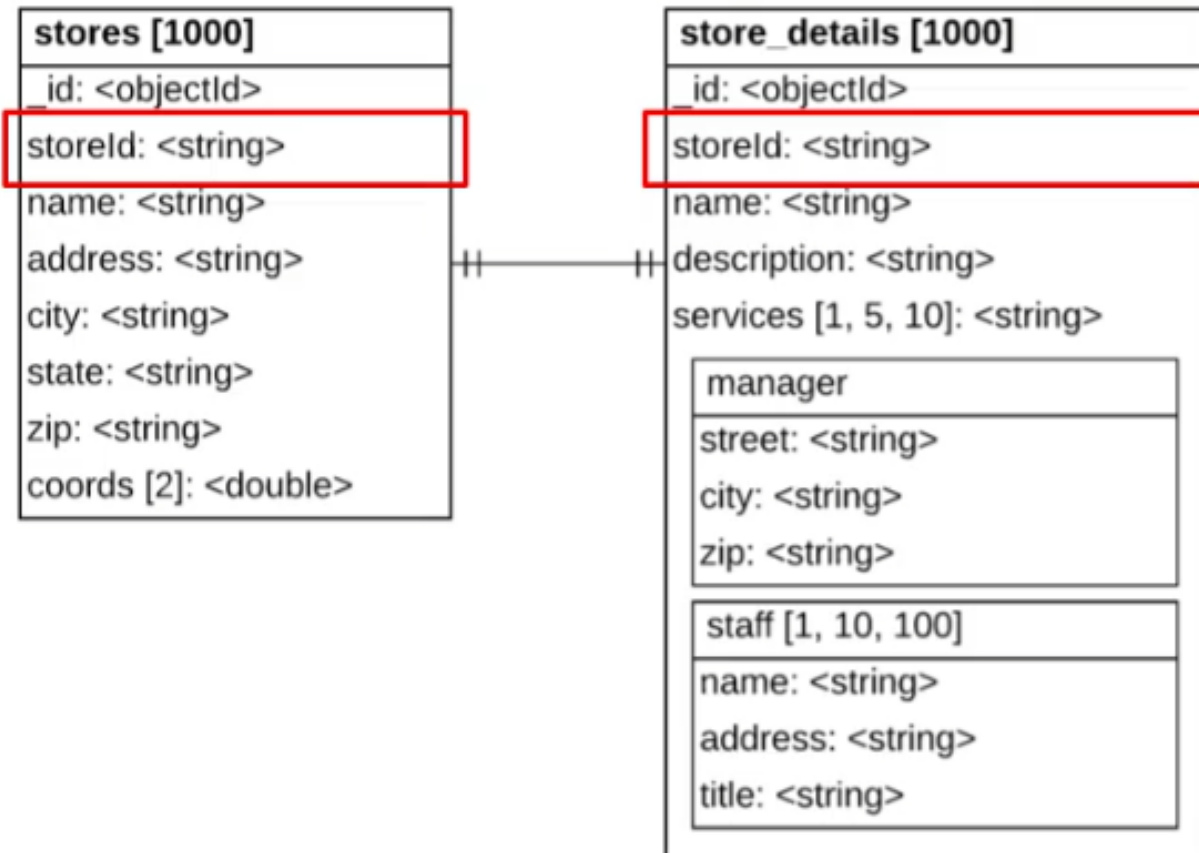 stores [1000]
_id: <objectId>
storeId: <string>
name: <string>
address: <string>
city: <string>
state: <string>
zip: <string>
coords [2]: <double>
store_details [1000]
_id: <objectId>
storeId: <string>
name: <string>
description: <string>
services [1, 5, 10]: <string>
manager
street: <string>
city: <string>
zip: <string>
staff [1, 10, 100]
name: <string>
address: <string>
title: <string>